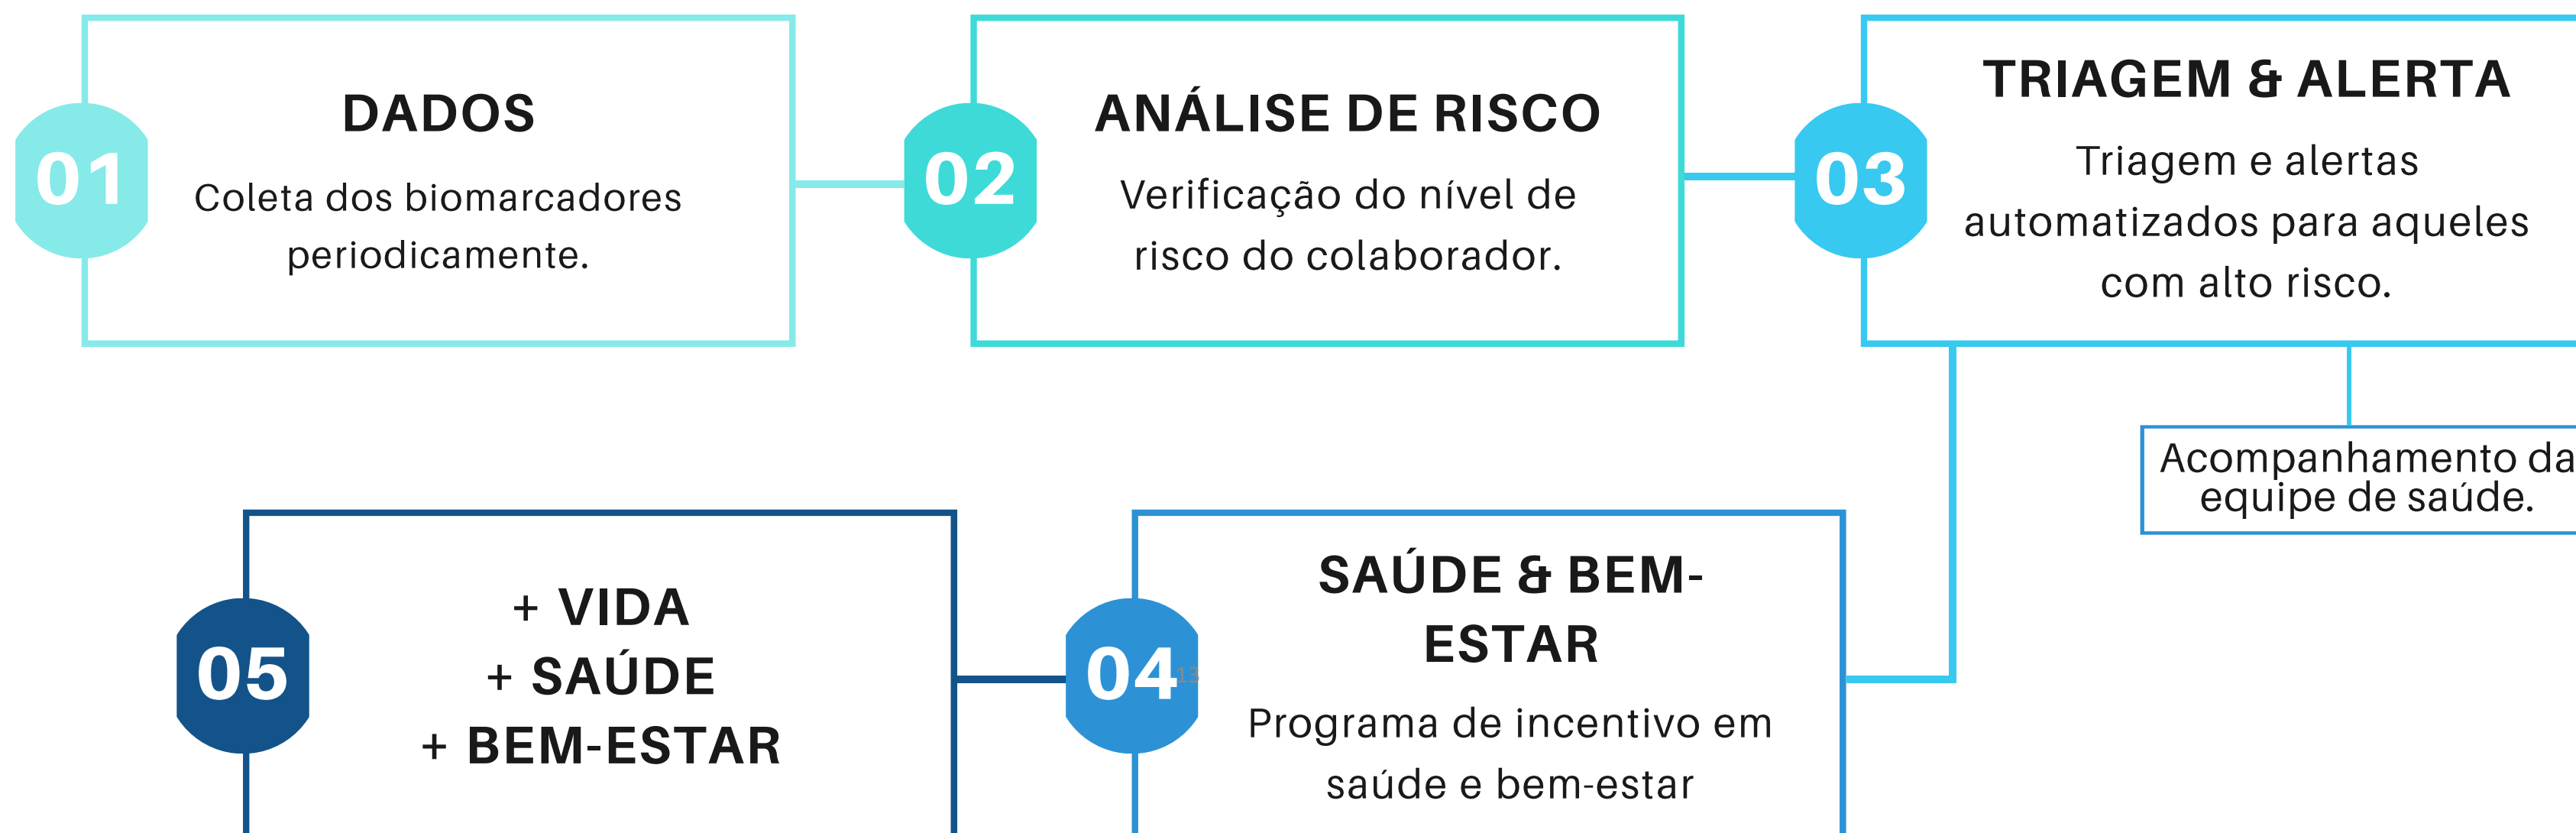 01
DADOS
Coleta dos biomarcadores
periodicamente.
02
ANÁLISE DE RISCO
Verificação do nível de
risco do colaborador.
03
TRIAGEM & ALERTA
Triagem e alertas
automatizados para aqueles
com alto risco.
Acompanhamento da
equipe de saúde.
04
13
SAÚDE & BEM-
ESTAR
Programa de incentivo em
saúde e bem-estar
05
+ VIDA
+ SAÚDE
+ BEM-ESTAR